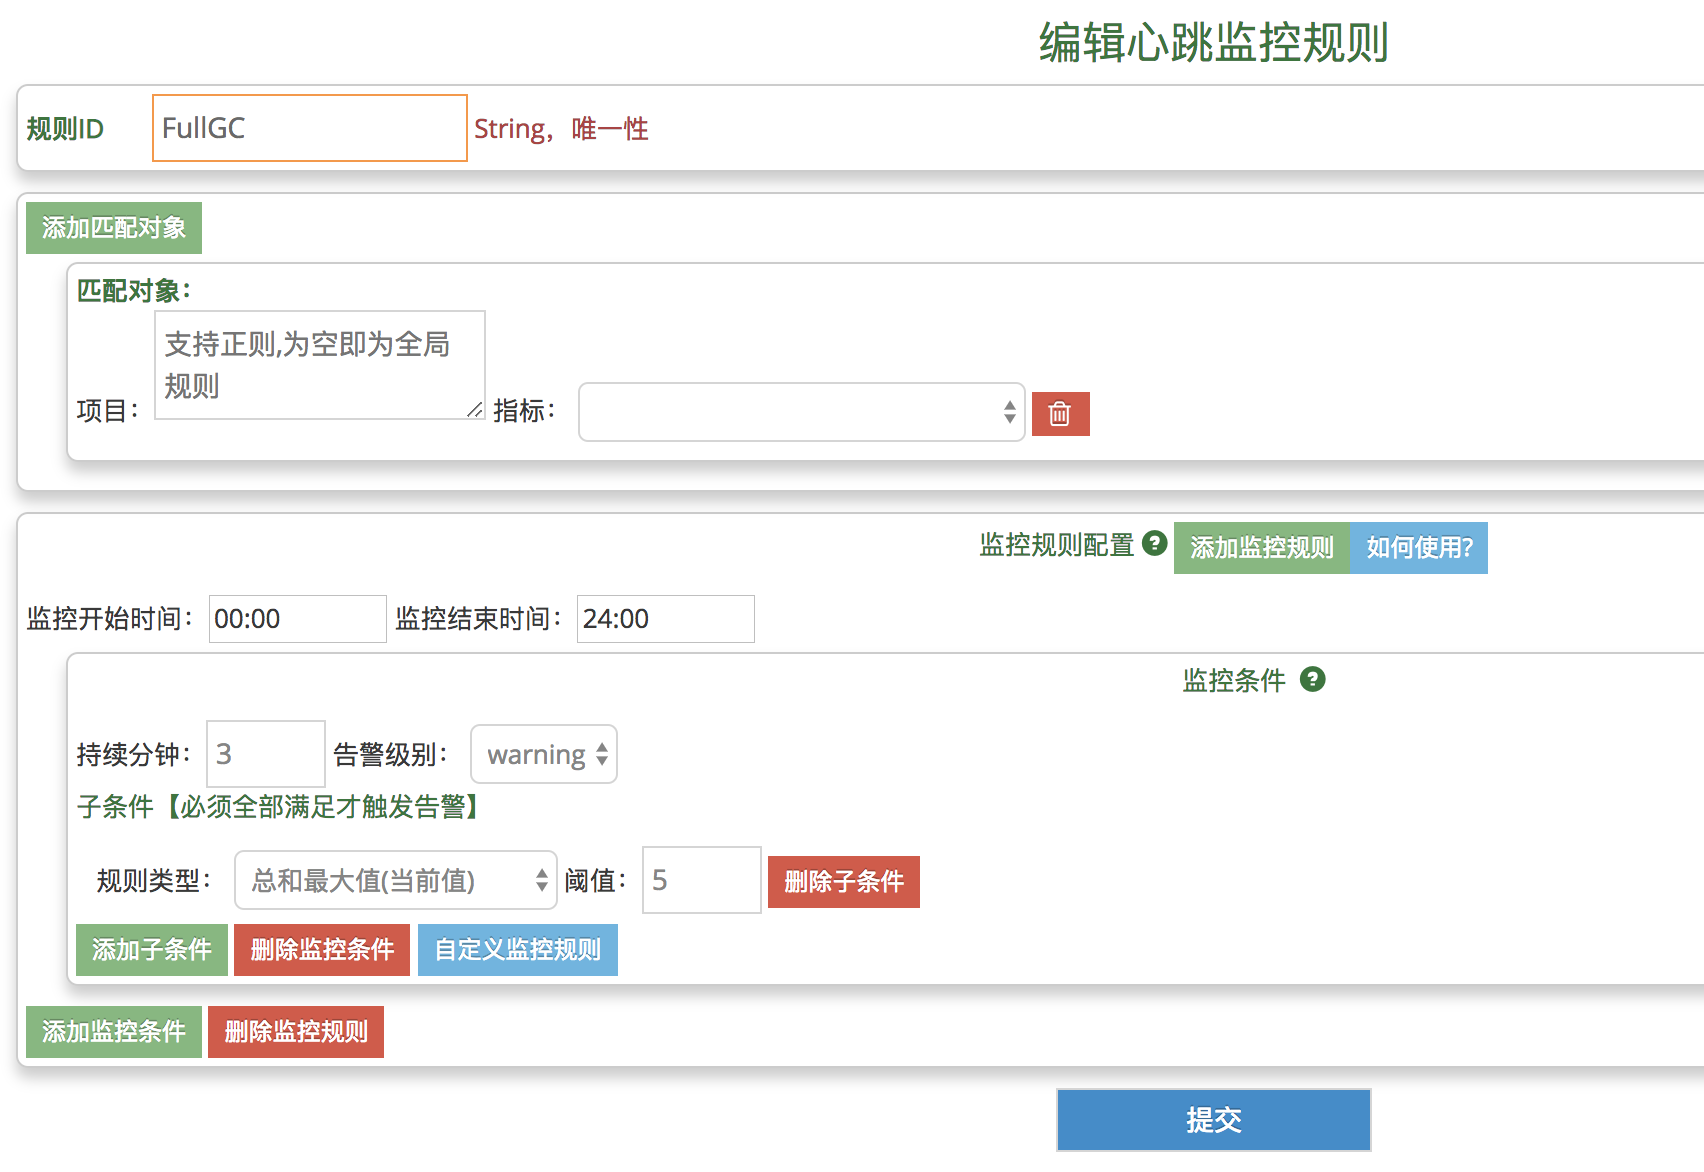 编辑心跳监控规则
规则ID FullGC String，唯一性
添加匹配对象
匹配对象：
项目： 支持正则,为空即为全局
规则 指标：
监控规则配置 ? 添加监控规则 如何使用?
监控开始时间： 00:00 监控结束时间： 24:00
监控条件 ?
持续分钟： 3 告警级别： warning
子条件【必须全部满足才触发告警】
规则类型： 总和最大值(当前值) 阈值： 5 删除子条件
添加子条件 删除监控条件 自定义监控规则
添加监控条件 删除监控规则
提交